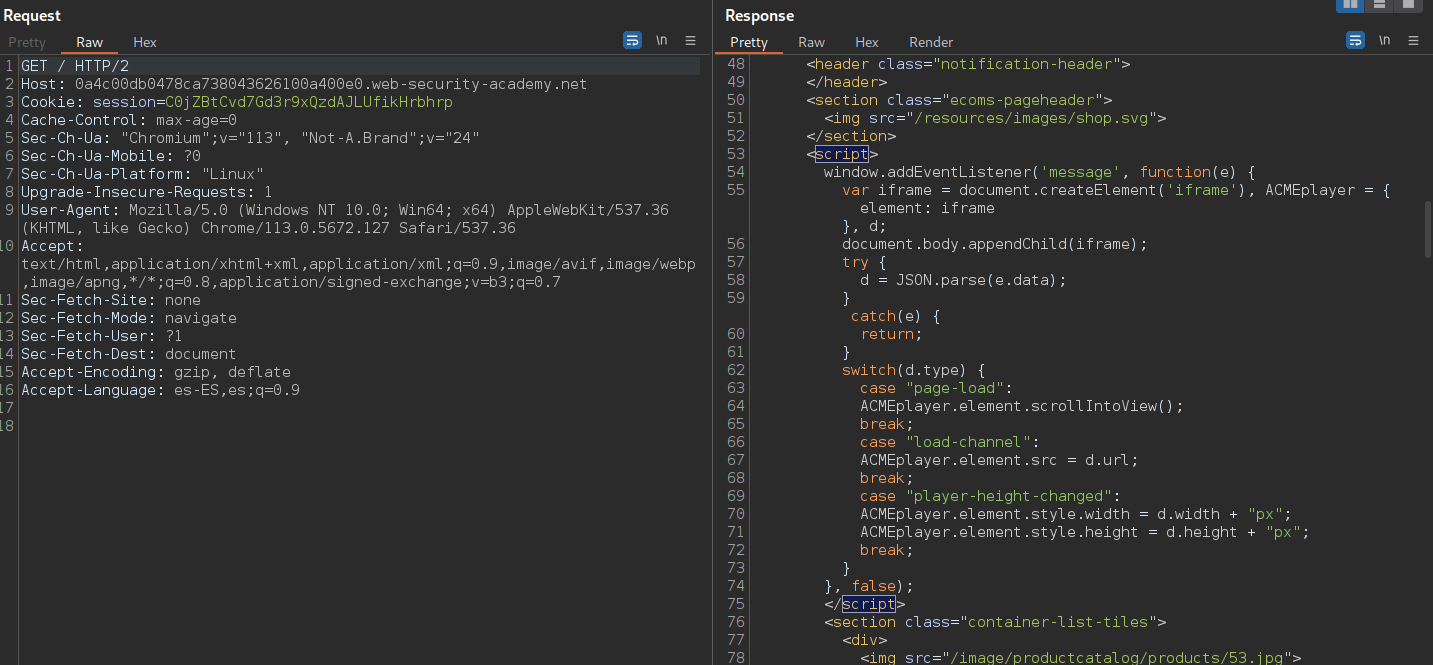 Request
Pretty Raw Hex
\n
1 GET / HTTP/2
2 Host: 0a4c00db0478ca738043626100a400e0.web-security-academy.net
3 Cookie: session=C0jZBtCvd7Gd3r9xQzdAJLUfikHrbhrp
4 Cache-Control: max-age=0
5 Sec-Ch-Ua: "Chromium";v="113", "Not-A.Brand";v="24"
6 Sec-Ch-Ua-Mobile: ?0
7 Sec-Ch-Ua-Platform: "Linux"
8 Upgrade-Insecure-Requests: 1
9 User-Agent: Mozilla/5.0 (Windows NT 10.0; Win64; x64) AppleWebKit/537.36
(KHTML, like Gecko) Chrome/113.0.5672.127 Safari/537.36
10 Accept:
text/html,application/xhtml+xml,application/xml;q=0.9,image/avif,image/webp
,image/apng,*/*;q=0.8,application/signed-exchange;v=b3;q=0.7
11 Sec-Fetch-Site: none
12 Sec-Fetch-Mode: navigate
13 Sec-Fetch-User: ?1
14 Sec-Fetch-Dest: document
15 Accept-Encoding: gzip, deflate
16 Accept-Language: es-ES,es;q=0.9
17
18
Response
Pretty Raw Hex Render
\n
48 <header class="notification-header">
49 </header>
50 <section class="ecoms-pageheader">
51 <img src="/resources/images/shop.svg">
52 </section>
53 <script>
54 window.addEventListener('message', function(e) {
55 var iframe = document.createElement('iframe'), ACMEplayer = {
element: iframe
}, d;
56 document.body.appendChild(iframe);
57 try {
58 d = JSON.parse(e.data);
59 }
catch(e) {
60 return;
61 }
62 switch(d.type) {
63 case "page-load":
64 ACMEplayer.element.scrollIntoView();
65 break;
66 case "load-channel":
67 ACMEplayer.element.src = d.url;
68 break;
69 case "player-height-changed":
70 ACMEplayer.element.style.width = d.width + "px";
71 ACMEplayer.element.style.height = d.height + "px";
72 break;
73 }
74 }, false);
75 </script>
76 <section class="container-list-tiles">
77 <div>
78 <img src="/image/productcatalog/products/53.jpg">